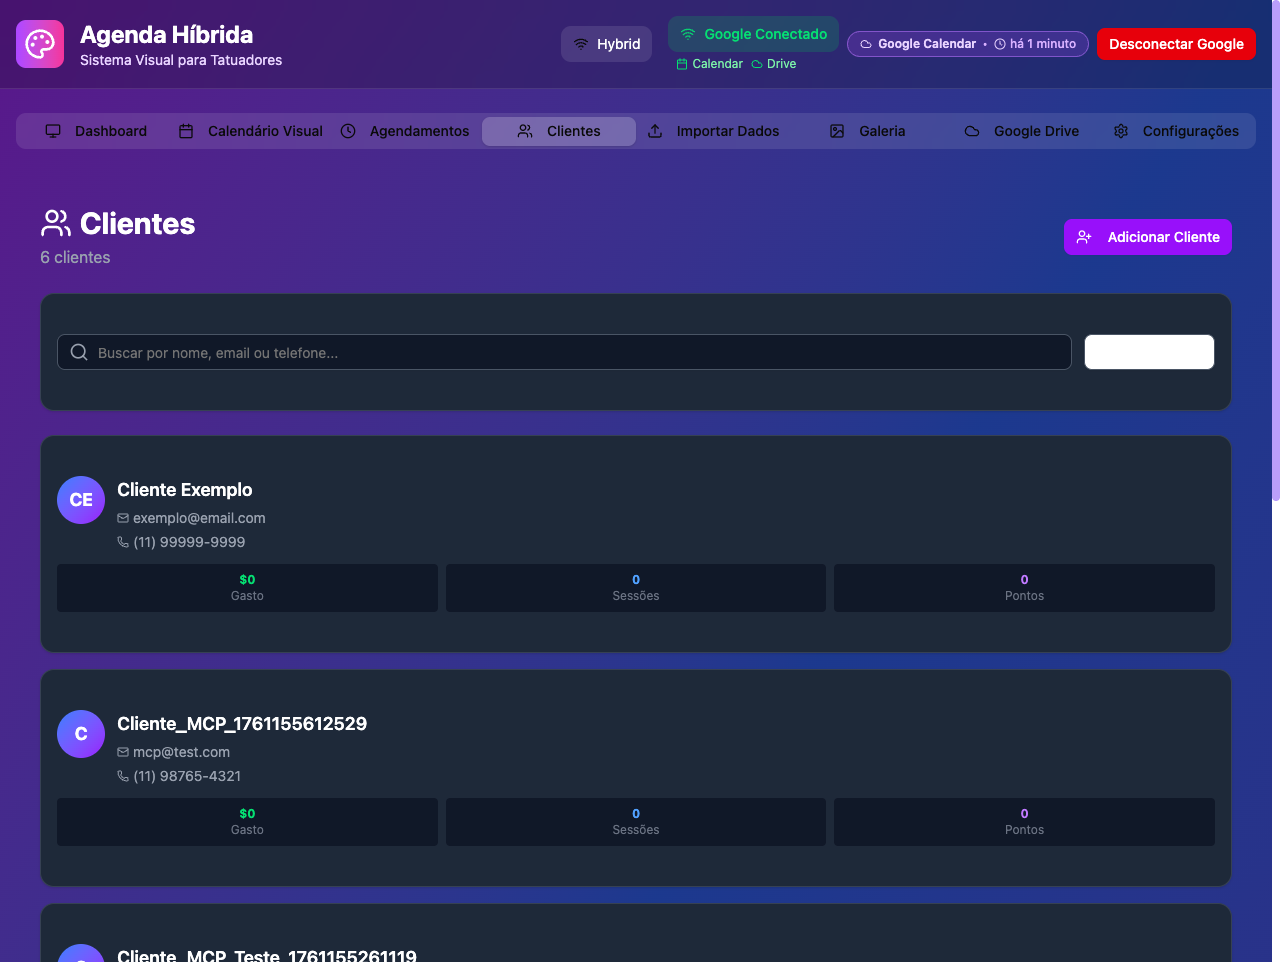 Agenda Híbrida
Sistema Visual para Tatuadores
Hybrid
Google Conectado
Calendar Drive
Google Calendar • há 1 minuto
Desconectar Google
Dashboard
Calendário Visual
Agendamentos
Clientes
Importar Dados
Galeria
Google Drive
Configurações
Clientes
6 clientes
Adicionar Cliente
Buscar por nome, email ou telefone...
CE
Cliente Exemplo
exemplo@email.com
(11) 99999-9999
$0
Gasto
0
Sessões
0
Pontos
C
Cliente_MCP_1761155612529
mcp@test.com
(11) 98765-4321
$0
Gasto
0
Sessões
0
Pontos
Cliente_MCP_Teste_1761155261119